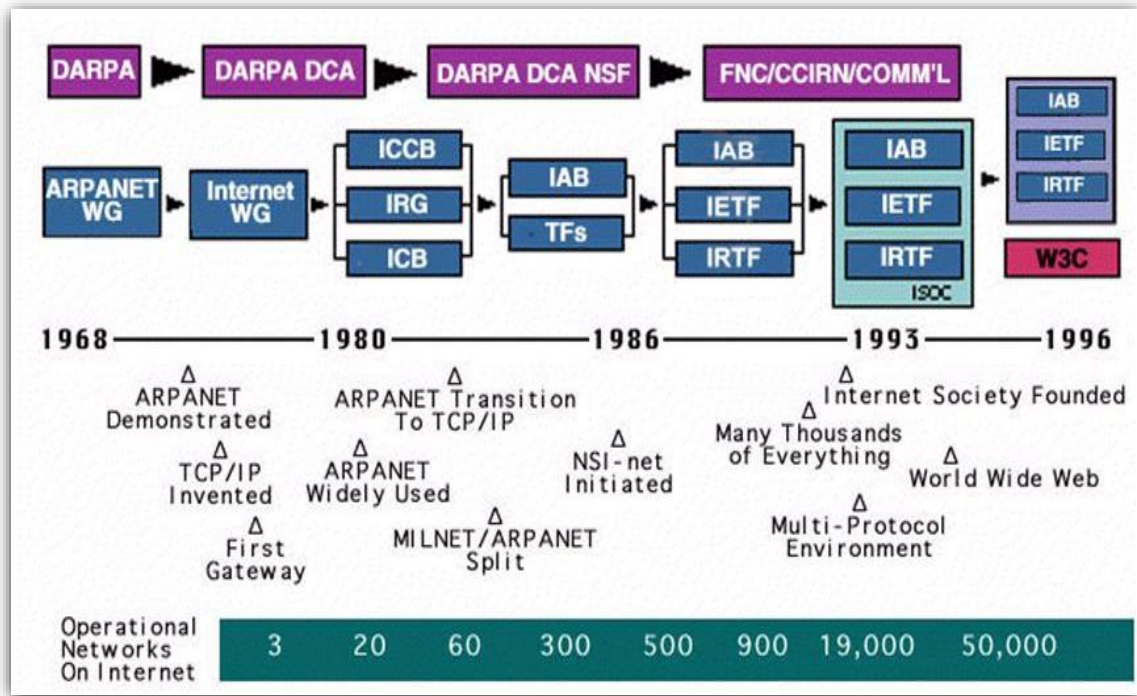 DARPA
DARPA DCA
DARPA DCA NSF
FNC/CCIRN/COMM'L
ARPANET
WG
Internet
WG
ICCB
IRG
ICB
IAB
TFs
IAB
IETF
IRTF
IAB
IETF
IRTF
ISOC
IAB
IETF
IRTF
W3C
1968
1980
1986
1993
1996
ARPANET
Demonstrated
TCP/IP
Invented
First
Gateway
ARPANET Transition
To TCP/IP
ARPANET
Widely Used
MILNET/ARPANET
Split
NSI-net
Initiated
Internet Society Founded
Many Thousands
of Everything
World Wide Web
Multi-Protocol
Environment
Operational
Networks
On Internet
3 20 60 300 500 900 19,000 50,000